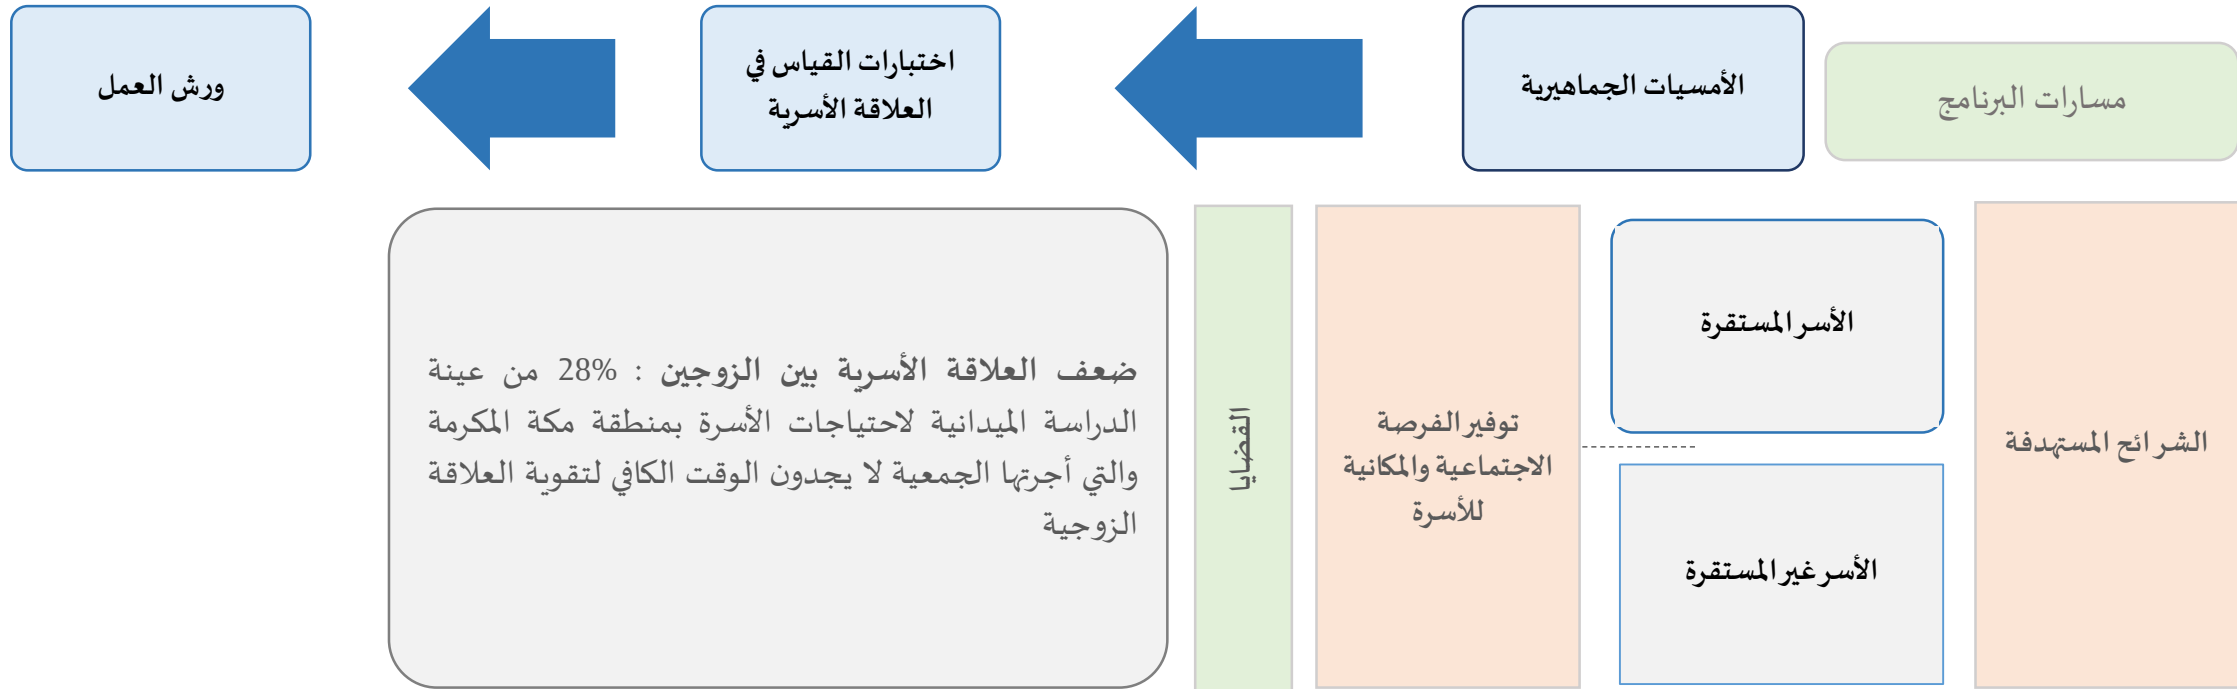 مسارات البرنامج
الأمسيات الجماهيرية
اختبارات القياس في
العلاقة الأسرية
ورش العمل
الشرائح المستهدفة
الأسر المستقرة
الأسر غير المستقرة
توفير الفرصة
الاجتماعية والمكانية
للأسرة
القضايا
ضعف العلاقة الأسرية بين الزوجين : 28% من عينة
الدراسة الميدانية لاحتياجات الأسرة بمنطقة مكة المكرمة
والتي أجرتها الجمعية لا يجدون الوقت الكافي لتقوية العلاقة
الزوجية